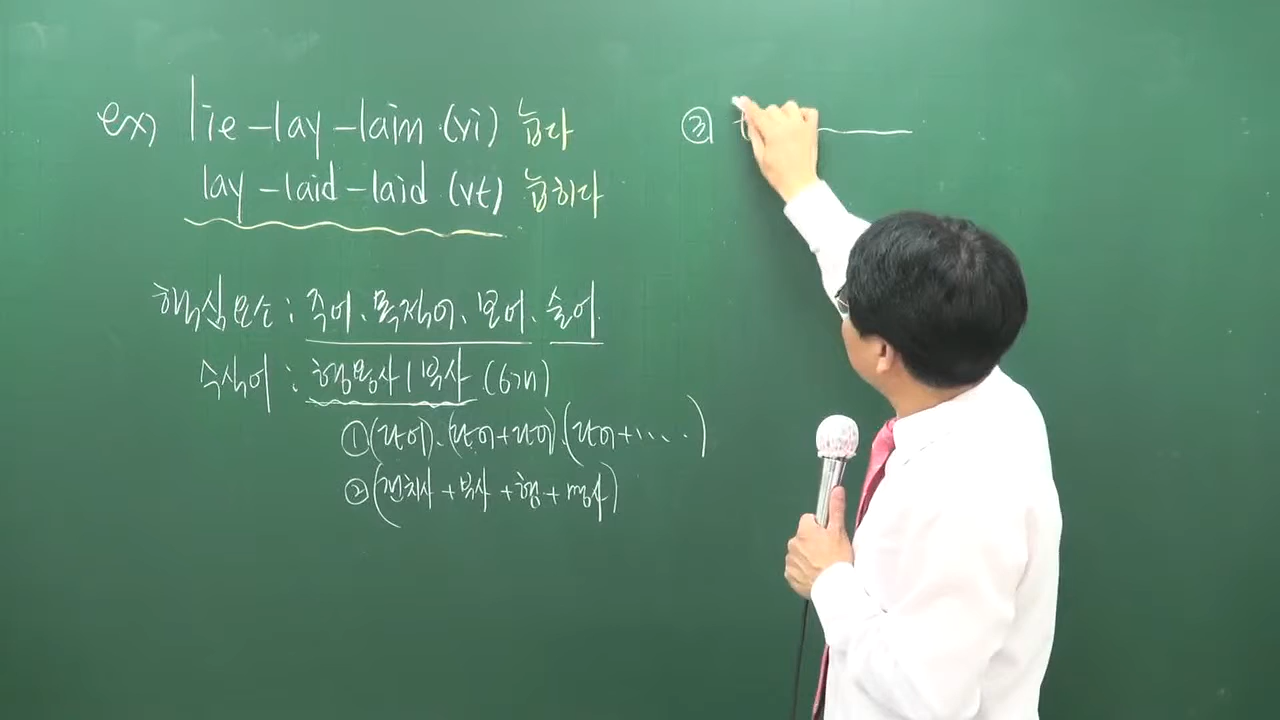 ex) lie – lay – lain (vi) 눕다
lay – laid – laid (vt) 눕히다
핵심요소 : 주어, 목적어, 보어, 술어.
수식어 : 형용사 / 부사 (6개)
① (단어), (단어+단어), (단어+.....)
② (전치사 + 부사 + 형 + 명사)
③